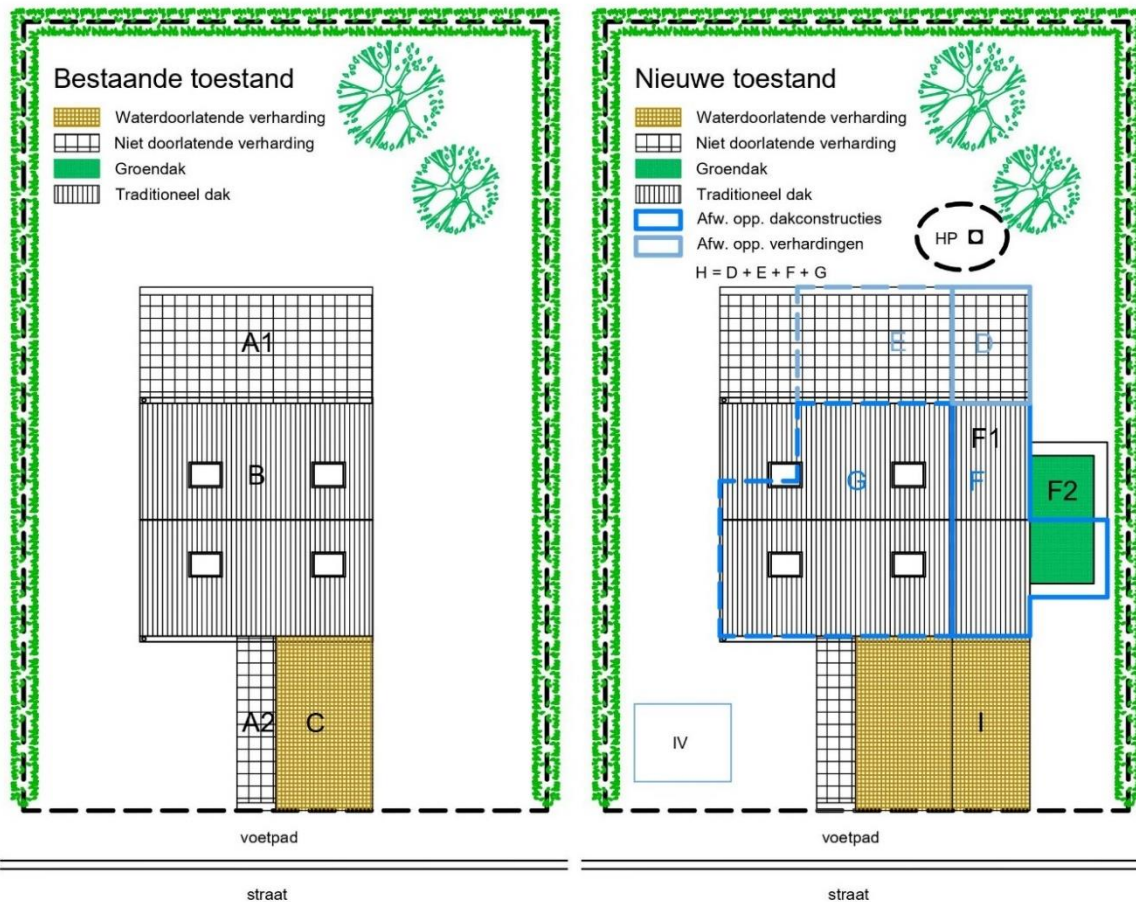 Bestaande toestand
Waterdoorlatende verharding
Niet doorlatende verharding
Groendak
Traditioneel dak
A1
B
A2
C
voetpad
straat
Nieuwe toestand
Waterdoorlatende verharding
Niet doorlatende verharding
Groendak
Traditioneel dak
Afw. opp. dakconstructies
Afw. opp. verhardingen
H = D + E + F + G
HP
E
D
F1
G
F
F2
I
IV
voetpad
straat